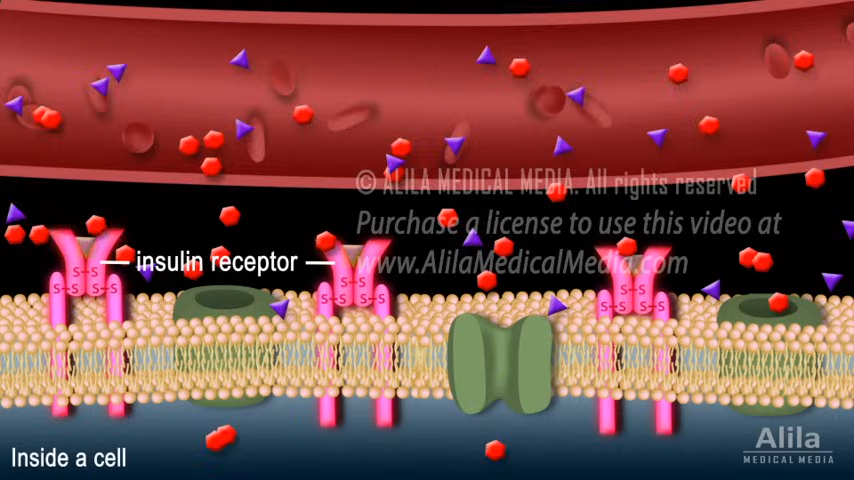 © ALILA MEDICAL MEDIA. All rights reserved
Purchase a license to use this video at
www.AlilaMedicalMedia.com
insulin receptor
S-S
S-S S-S
S-S
S-S S-S
S-S
S-S S-S
Inside a cell
Alila
MEDICAL MEDIA